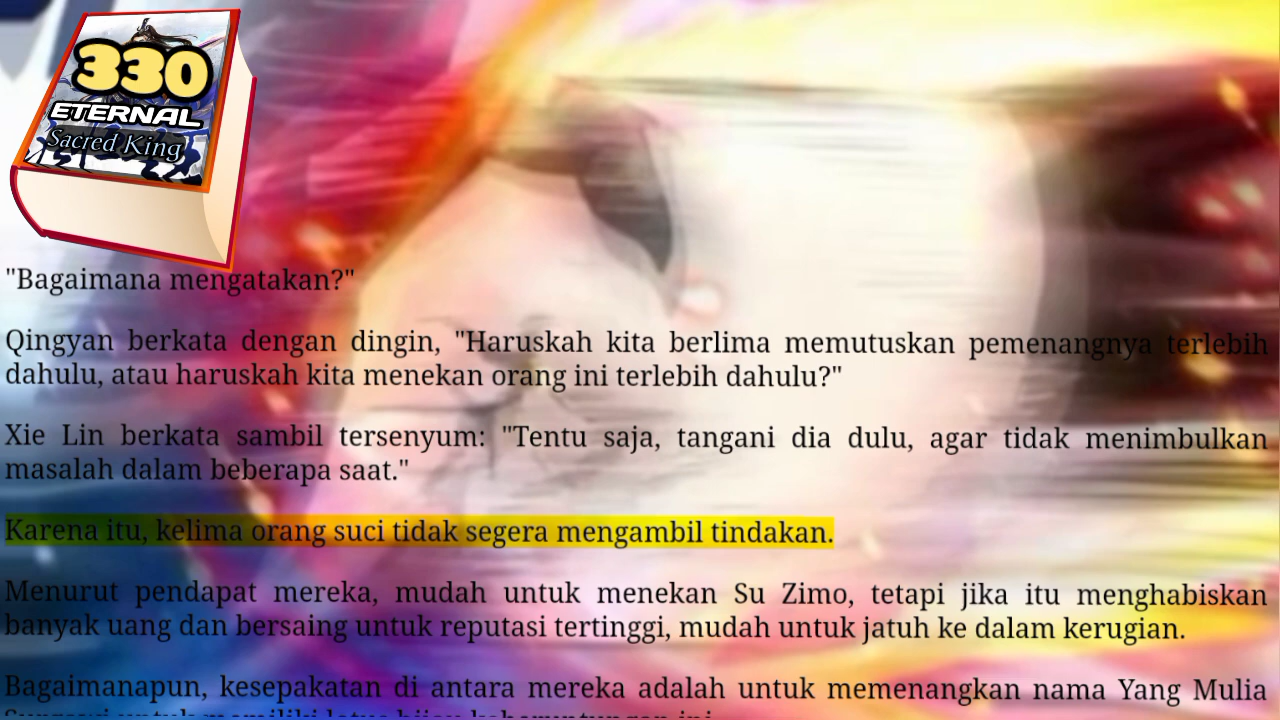 330
ETERNAL
Sacred King
"Bagaimana mengatakan?"
Qingyan berkata dengan dingin, "Haruskah kita berlima memutuskan pemenangnya terlebih
dahulu, atau haruskah kita menekan orang ini terlebih dahulu?"
Xie Lin berkata sambil tersenyum: "Tentu saja, tangani dia dulu, agar tidak menimbulkan
masalah dalam beberapa saat."
Karena itu, kelima orang suci tidak segera mengambil tindakan.
Menurut pendapat mereka, mudah untuk menekan Su Zimo, tetapi jika itu menghabiskan
banyak uang dan bersaing untuk reputasi tertinggi, mudah untuk jatuh ke dalam kerugian.
Bagaimanapun, kesepakatan di antara mereka adalah untuk memenangkan nama Yang Mulia